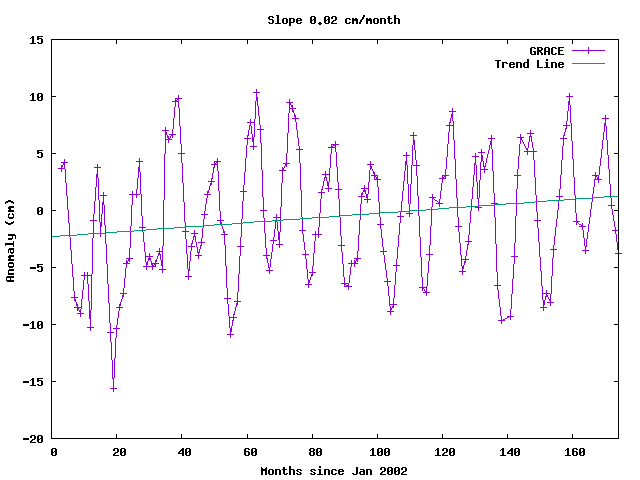 Slope 0.02 cm/month
GRACE
Trend Line
15
10
5
0
-5
-10
-15
-20
Anomaly (cm)
0 20 40 60 80 100 120 140 160
Months since Jan 2002